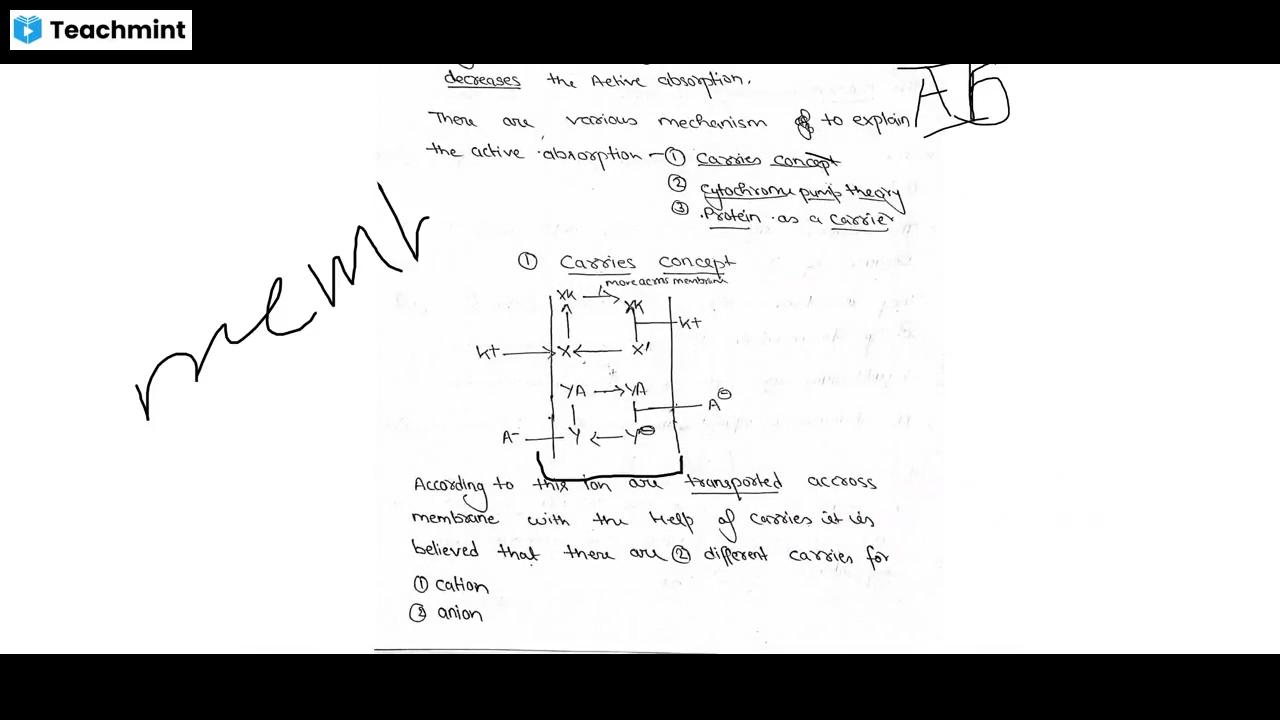 Teachmint
decreases the Active absorption.
There are various mechanism to explain
the active absorption - ① Carries concept
② Cytochrome pump theory
③ Protein as a carrier
AB
memb
① Carries concept
move across membrane
XK → XK
K+
K+ → X ← X'
YA → YA
A⊖
A- Y ← Y⊖
According to this ion are transported accross
membrane with the Help of carries it is
believed that there are ② different carries for
① cation
② anion